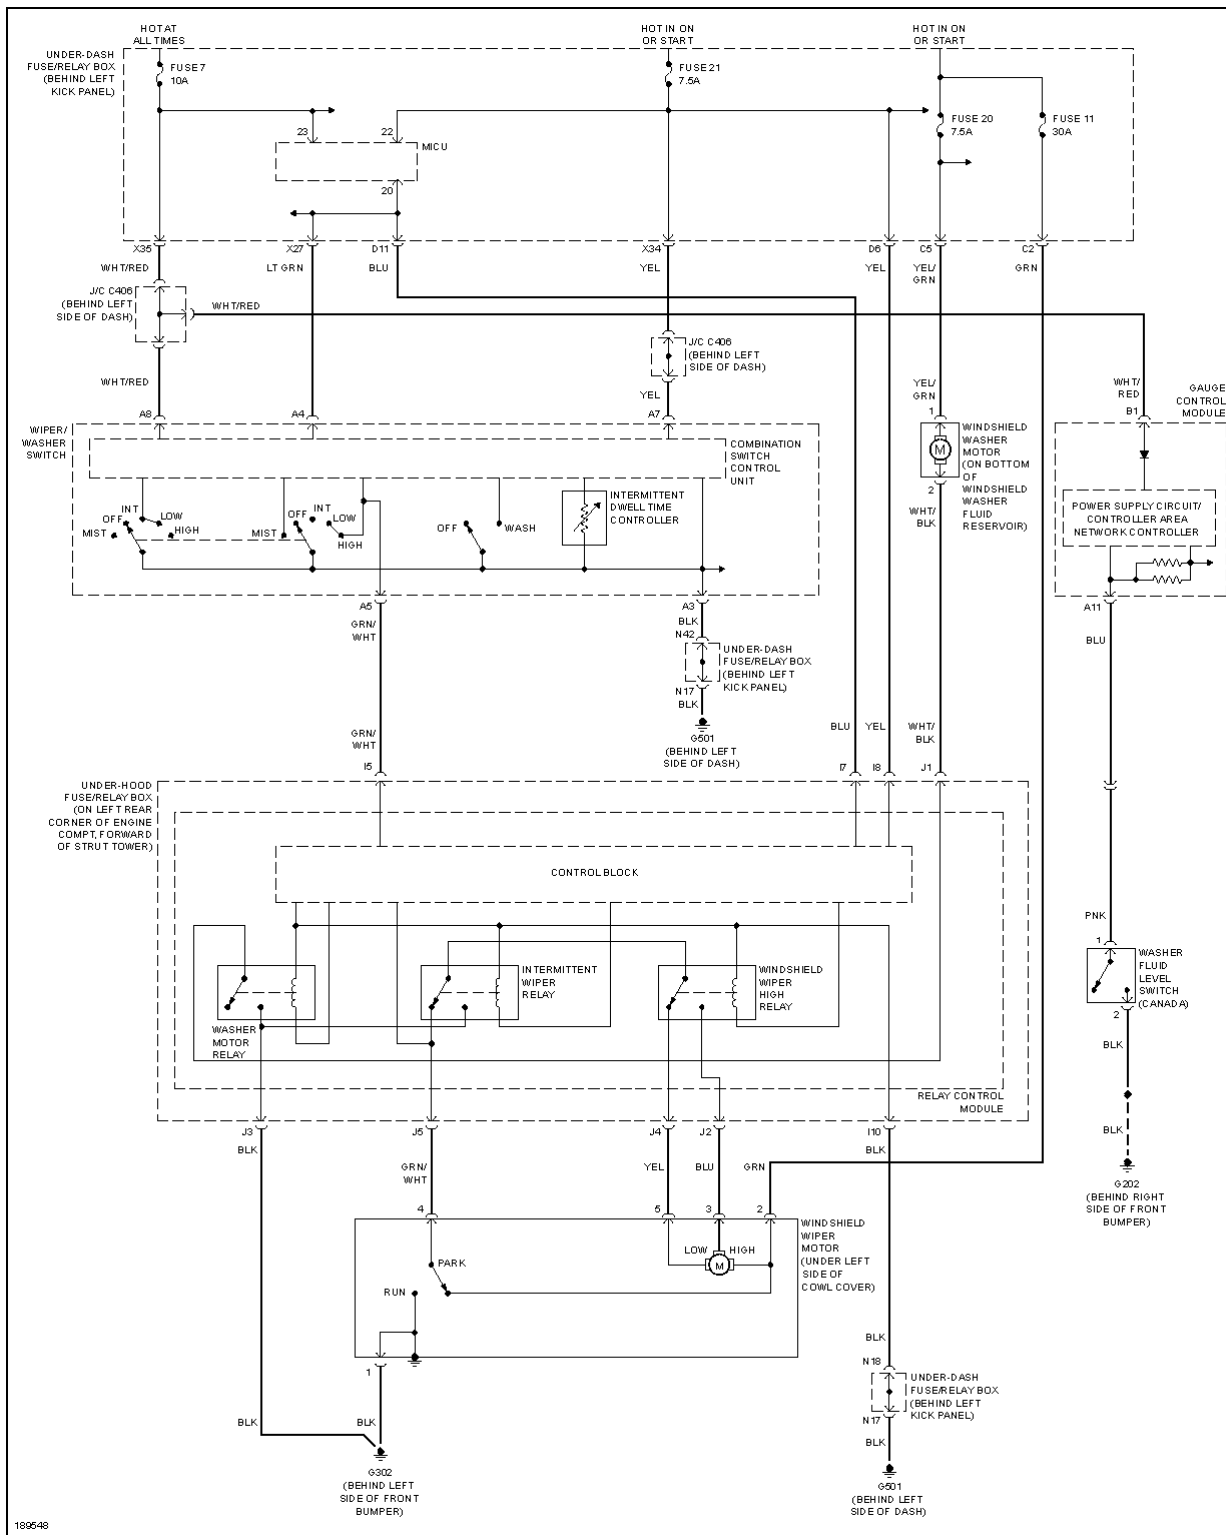 HOT AT
ALL TIMES
HOT IN ON
OR START
HOT IN ON
OR START
UNDER-DASH
FUSE/RELAY BOX
(BEHIND LEFT
KICK PANEL)
FUSE 7
10A
FUSE 21
7.5A
FUSE 20
7.5A
FUSE 11
30A
23
22
MICU
20
X35
X27
D11
X34
D6
C5
C2
WHT/RED
LT GRN
BLU
YEL
YEL
YEL/
GRN
GRN
J/C C406
(BEHIND LEFT
SIDE OF DASH)
WHT/RED
J/C C406
(BEHIND LEFT
SIDE OF DASH)
WHT/RED
YEL
YEL/
GRN
WHT/
RED
GAUGE
CONTROL
MODULE
A8
A4
A7
1
B1
WIPER/
WASHER
SWITCH
COMBINATION
SWITCH
CONTROL
UNIT
WINDSHIELD
WASHER
MOTOR
(ON BOTTOM
OF
WINDSHIELD
WASHER
FLUID
RESERVOIR)
M
2
INT
OFF
LOW
MIST
HIGH
INT
OFF
LOW
MIST
HIGH
OFF
WASH
INTERMITTENT
DWELL TIME
CONTROLLER
WHT/
BLK
POWER SUPPLY CIRCUIT/
CONTROLLER AREA
NETWORK CONTROLLER
A5
A3
A11
GRN/
WHT
BLK
N42
BLU
UNDER-DASH
FUSE/RELAY BOX
(BEHIND LEFT
KICK PANEL)
N17
BLK
G501
(BEHIND LEFT
SIDE OF DASH)
GRN/
WHT
BLU
YEL
WHT/
BLK
I5
I7
I8
J1
UNDER-HOOD
FUSE/RELAY BOX
(ON LEFT REAR
CORNER OF ENGINE
COMPT, FORWARD
OF STRUT TOWER)
CONTROL BLOCK
PNK
1
WASHER
FLUID
LEVEL
SWITCH
(CANADA)
2
INTERMITTENT
WIPER
RELAY
WINDSHIELD
WIPER
HIGH
RELAY
WASHER
MOTOR
RELAY
BLK
RELAY CONTROL
MODULE
J3
J5
J4
J2
I10
BLK
BLK
GRN/
WHT
YEL
BLU
GRN
BLK
G202
(BEHIND RIGHT
SIDE OF FRONT
BUMPER)
4
5
3
2
WINDSHIELD
WIPER
MOTOR
(UNDER LEFT
SIDE OF
COWL COVER)
LOW
HIGH
M
PARK
RUN
1
BLK
N18
UNDER-DASH
FUSE/RELAY BOX
(BEHIND LEFT
KICK PANEL)
N17
BLK
BLK
BLK
G302
(BEHIND LEFT
SIDE OF FRONT
BUMPER)
G501
(BEHIND LEFT
SIDE OF DASH)
189548